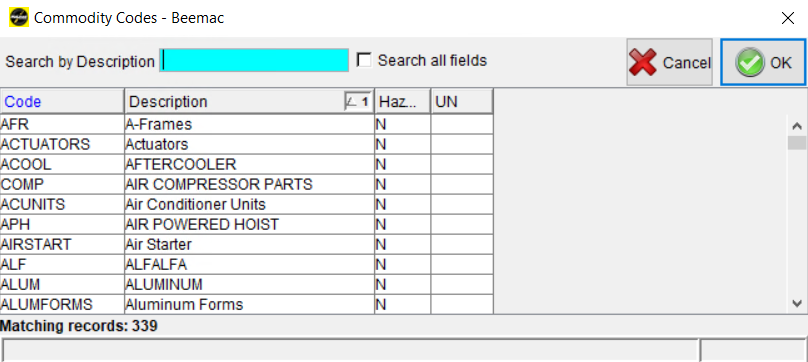 Commodity Codes - Beemac
Search by Description Search all fields Cancel OK
Code Description 1 Haz... UN
AFR A-Frames N
ACTUATORS Actuators N
ACOOL AFTERCOOLER N
COMP AIR COMPRESSOR PARTS N
ACUNITS Air Conditioner Units N
APH AIR POWERED HOIST N
AIRSTART Air Starter N
ALF ALFALFA N
ALUM ALUMINUM N
ALUMFORMS Aluminum Forms N
Matching records: 339